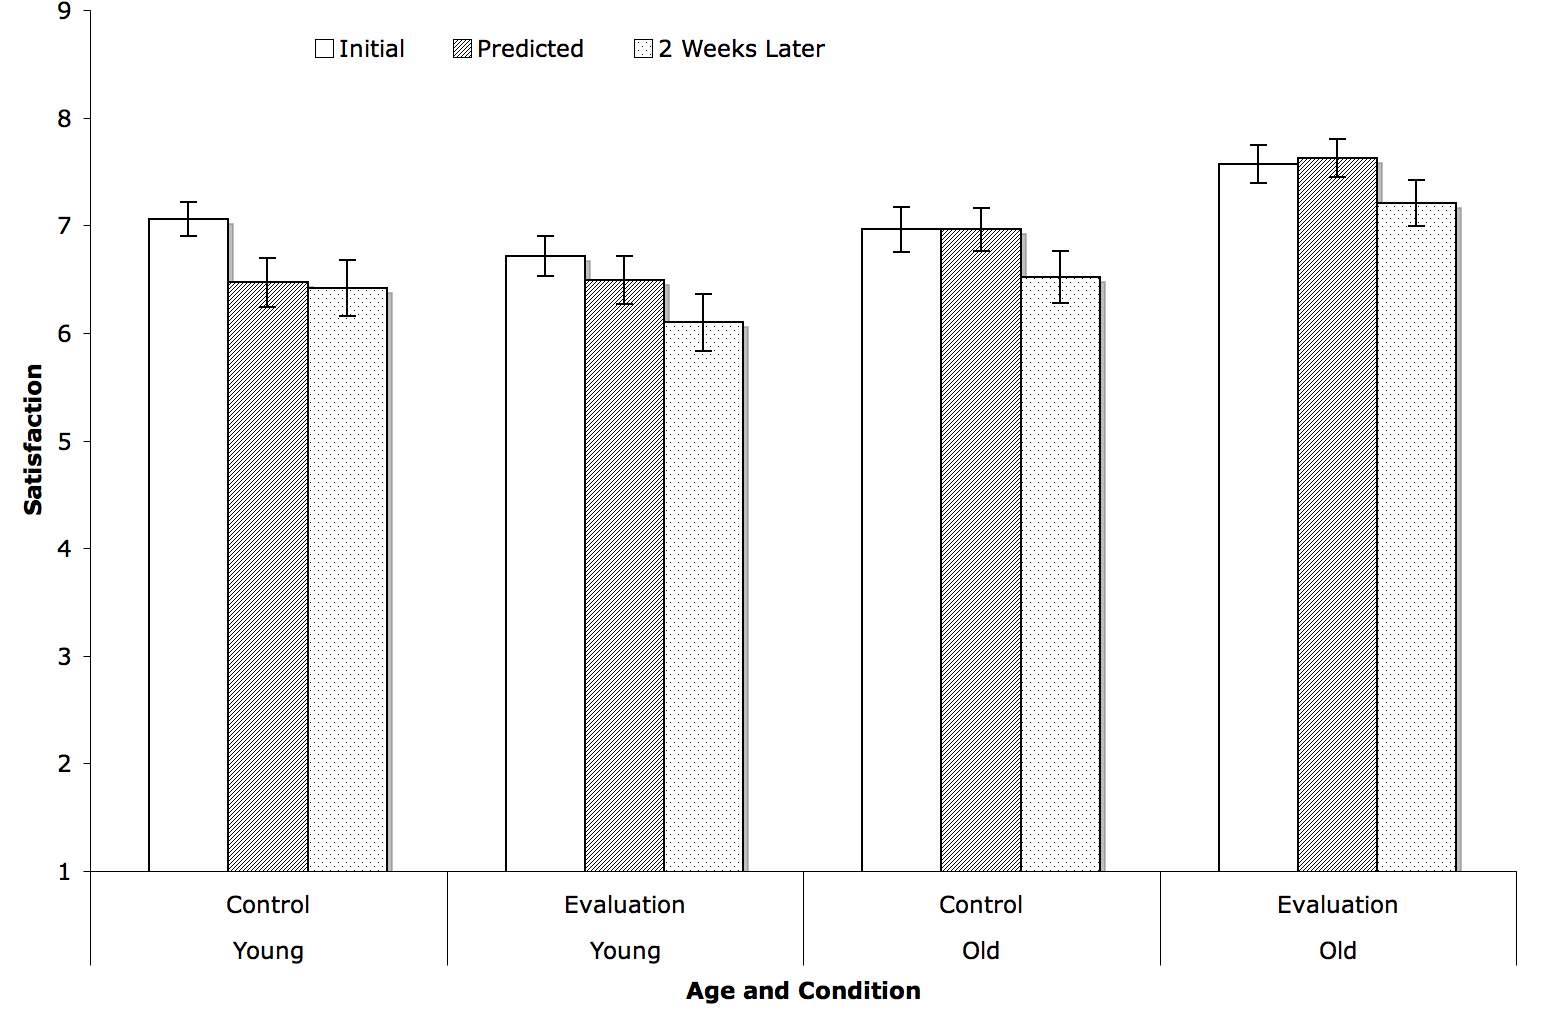 9
Initial Predicted 2 Weeks Later
8
7
6
5
4
3
2
1
Satisfaction
Control Evaluation Control Evaluation
Young Young Old Old
Age and Condition